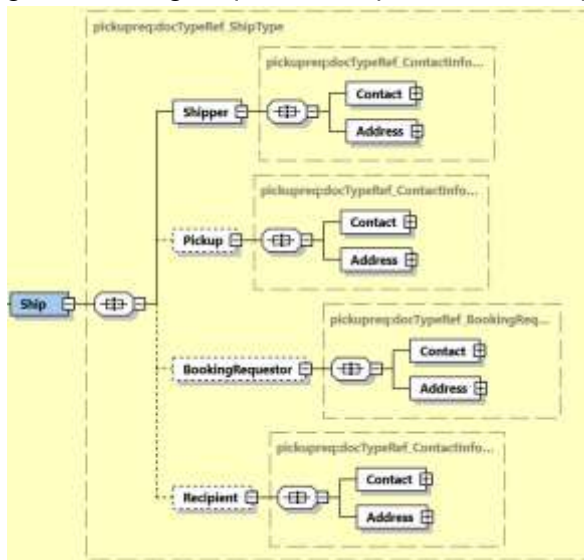 pickupreq:docTypeRef_ShipType
pickupreq:docTypeRef_ContactInfo...
Shipper
Contact
Address
pickupreq:docTypeRef_ContactInfo...
Pickup
Contact
Address
Ship
pickupreq:docTypeRef_BookingReq...
BookingRequestor
Contact
Address
pickupreq:docTypeRef_ContactInfo...
Recipient
Contact
Address